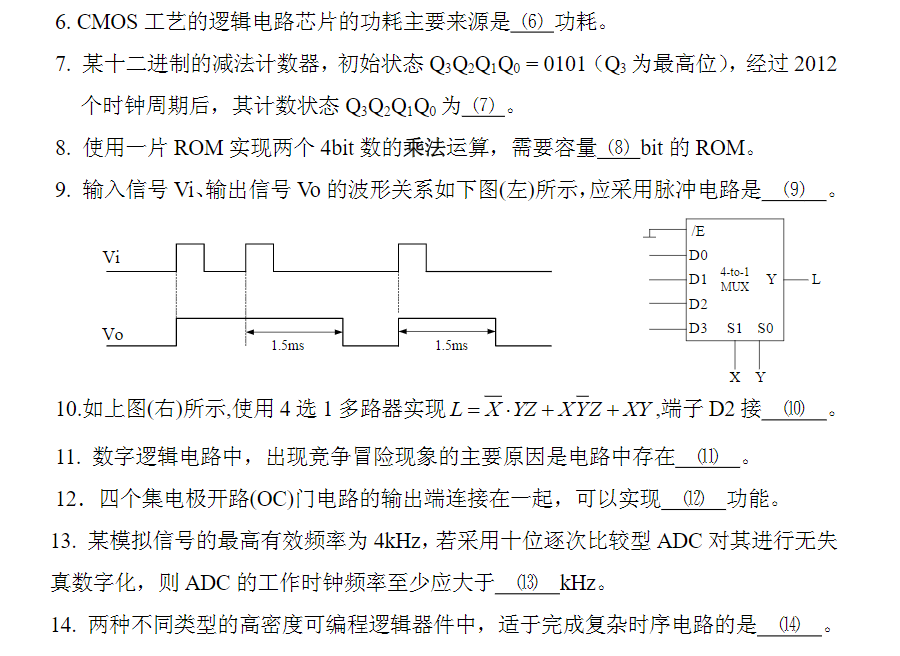 6. CMOS 工艺的逻辑电路芯片的功耗主要来源是 ⑹ 功耗。
7. 某十二进制的减法计数器，初始状态 Q₃Q₂Q₁Q₀ = 0101（Q₃ 为最高位），经过 2012
个时钟周期后，其计数状态 Q₃Q₂Q₁Q₀ 为 ⑺ 。
8. 使用一片 ROM 实现两个 4bit 数的乘法运算，需要容量 ⑻ bit 的 ROM。
9. 输入信号 Vi、输出信号 Vo 的波形关系如下图(左)所示，应采用脉冲电路是 ⑼ 。
Vi
Vo
1.5ms 1.5ms
/E
D0
D1 4-to-1 MUX Y L
D2
D3 S1 S0
X Y
10.如上图(右)所示,使用 4 选 1 多路器实现 L = X̅ · YZ + XY̅Z + XY ,端子 D2 接 ⑽ 。
11. 数字逻辑电路中，出现竞争冒险现象的主要原因是电路中存在 ⑾ 。
12．四个集电极开路(OC)门电路的输出端连接在一起，可以实现 ⑿ 功能。
13. 某模拟信号的最高有效频率为 4kHz，若采用十位逐次比较型 ADC 对其进行无失
真数字化，则 ADC 的工作时钟频率至少应大于 ⒀ kHz。
14. 两种不同类型的高密度可编程逻辑器件中，适于完成复杂时序电路的是 ⒁ 。